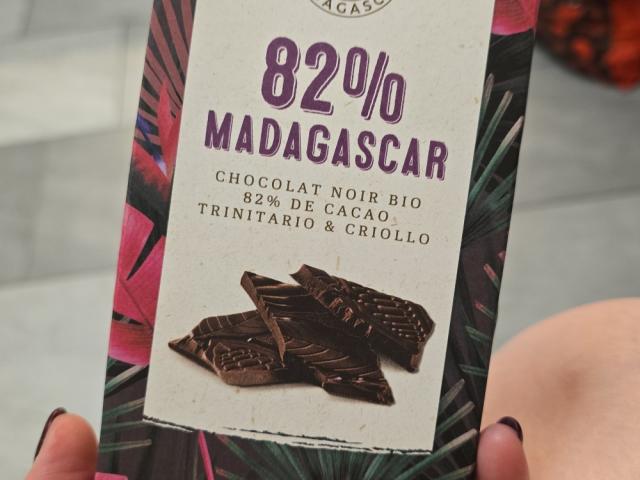 82%
MADAGASCAR
CHOCOLAT NOIR BIO
82% DE CACAO
TRINITARIO & CRIOLLO